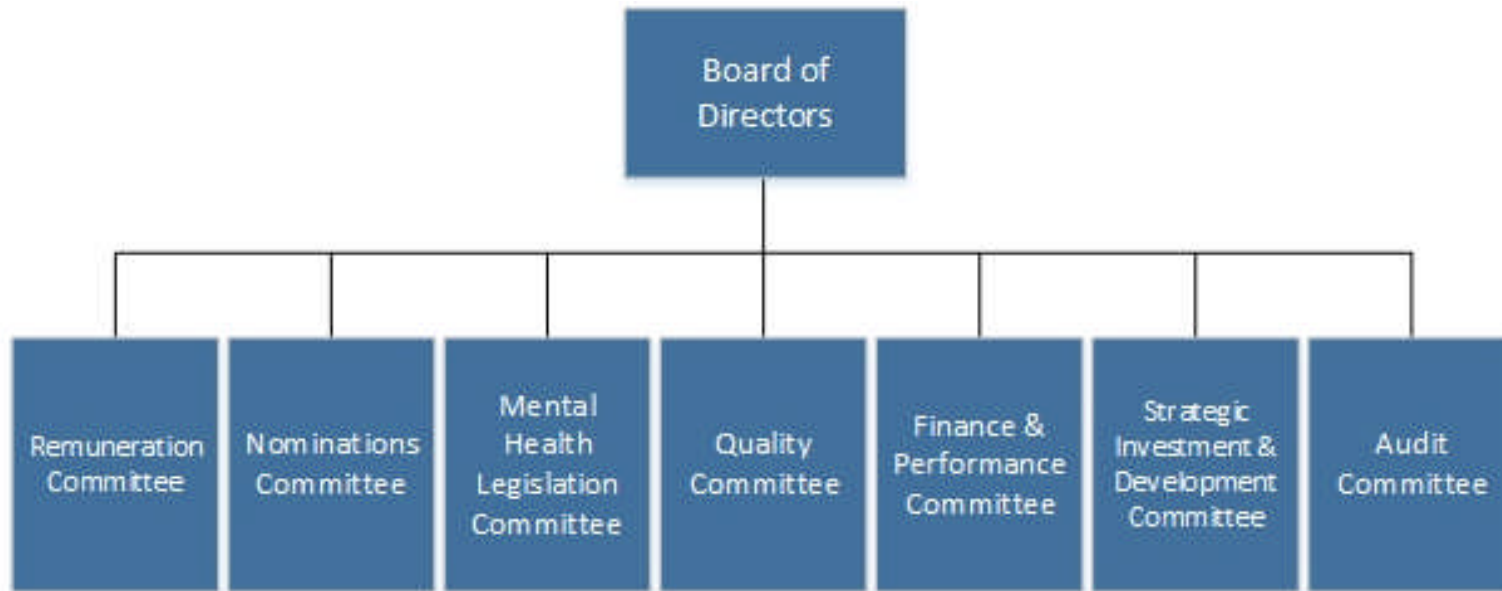 Board of
Directors
Remuneration
Committee
Nominations
Committee
Mental
Health
Legislation
Committee
Quality
Committee
Finance &
Performance
Committee
Strategic
Investment &
Development
Committee
Audit
Committee